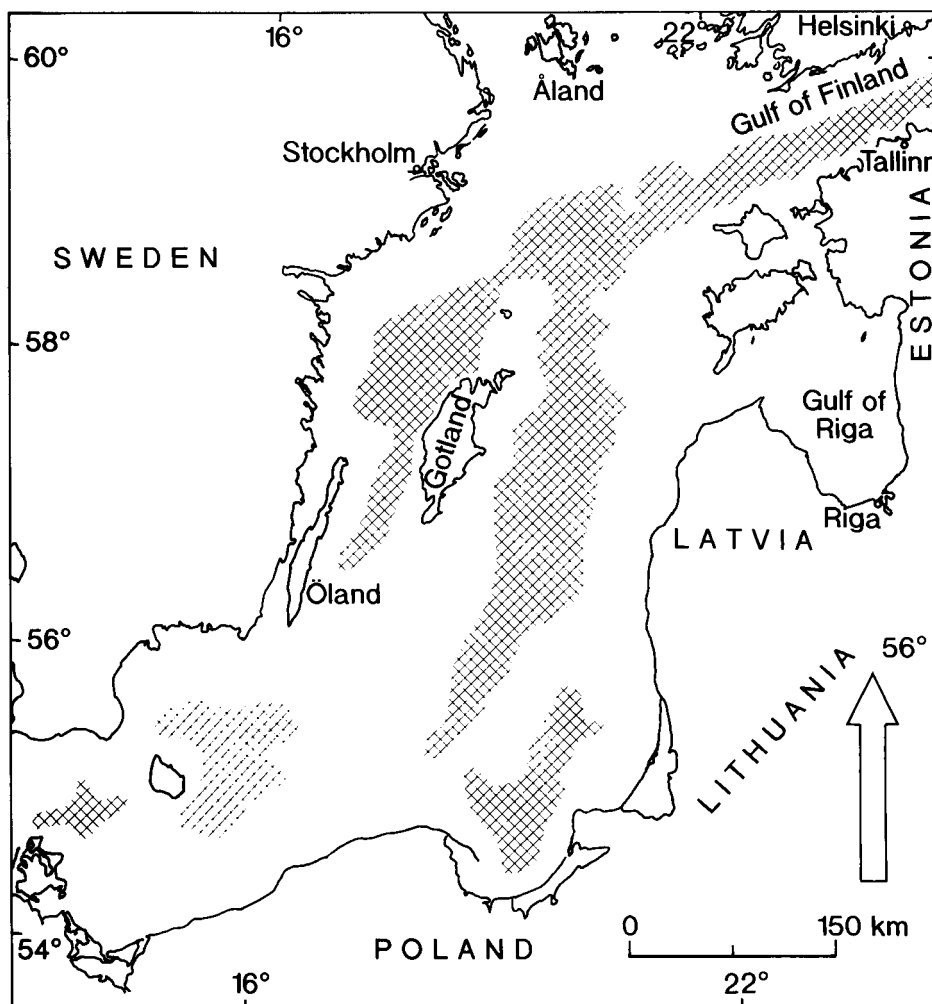 60°
16°
22°
Helsinki
Åland
Gulf of Finland
Stockholm
Tallinn
SWEDEN
ESTONIA
58°
Gotland
Gulf of
Riga
Riga
LATVIA
Öland
56°
56°
LITHUANIA
0 150 km
54°
POLAND
16°
22°